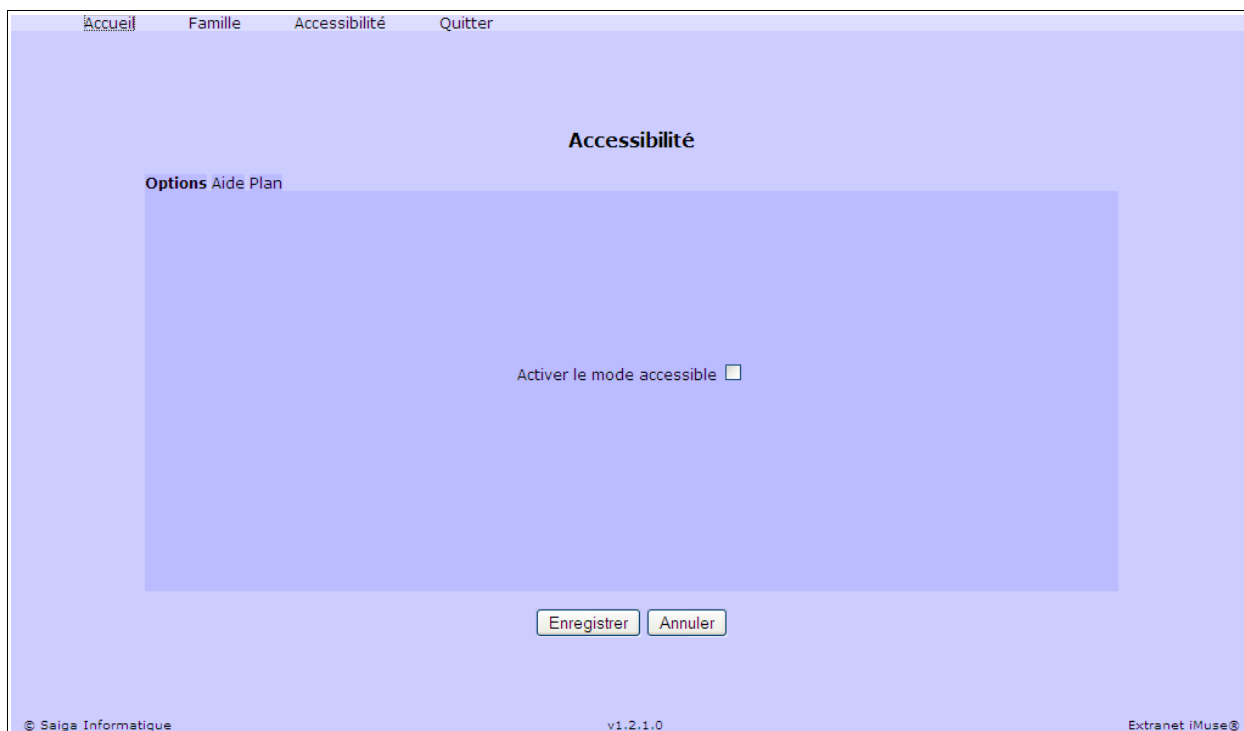 Accueil Famille Accessibilité Quitter
Accessibilité
Options Aide Plan
Activer le mode accessible
Enregistrer Annuler
© Saiga Informatique v1.2.1.0 Extranet iMuse®